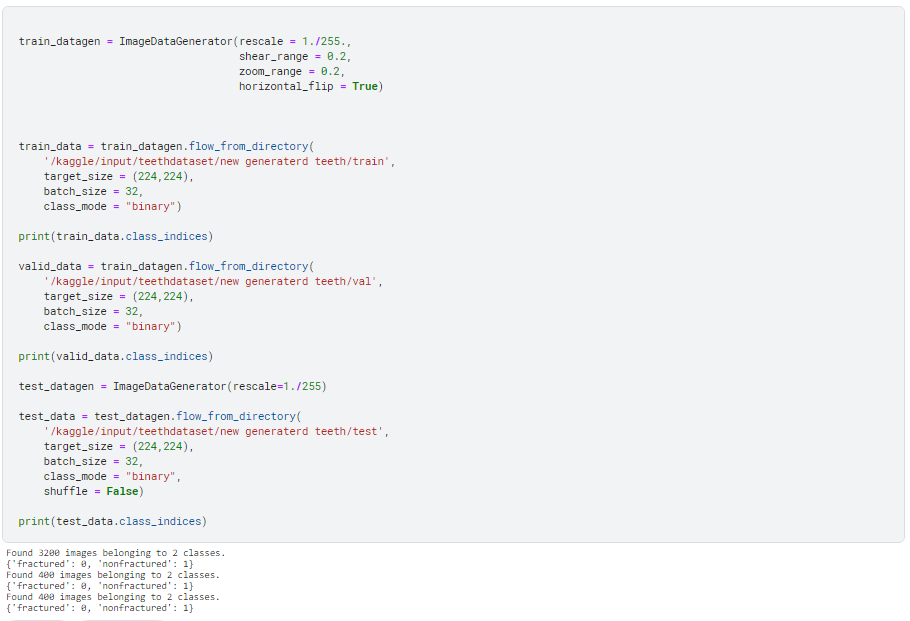 train_datagen = ImageDataGenerator(rescale = 1./255.,
                                   shear_range = 0.2,
                                   zoom_range = 0.2,
                                   horizontal_flip = True)
train_data = train_datagen.flow_from_directory(
    '/kaggle/input/teethdataset/new generaterd teeth/train',
    target_size = (224,224),
    batch_size = 32,
    class_mode = "binary")
print(train_data.class_indices)
valid_data = train_datagen.flow_from_directory(
    '/kaggle/input/teethdataset/new generaterd teeth/val',
    target_size = (224,224),
    batch_size = 32,
    class_mode = "binary")
print(valid_data.class_indices)
test_datagen = ImageDataGenerator(rescale=1./255)
test_data = test_datagen.flow_from_directory(
    '/kaggle/input/teethdataset/new generaterd teeth/test',
    target_size = (224,224),
    batch_size = 32,
    class_mode = "binary",
    shuffle = False)
print(test_data.class_indices)
Found 3200 images belonging to 2 classes.
{'fractured': 0, 'nonfractured': 1}
Found 400 images belonging to 2 classes.
{'fractured': 0, 'nonfractured': 1}
Found 400 images belonging to 2 classes.
{'fractured': 0, 'nonfractured': 1}